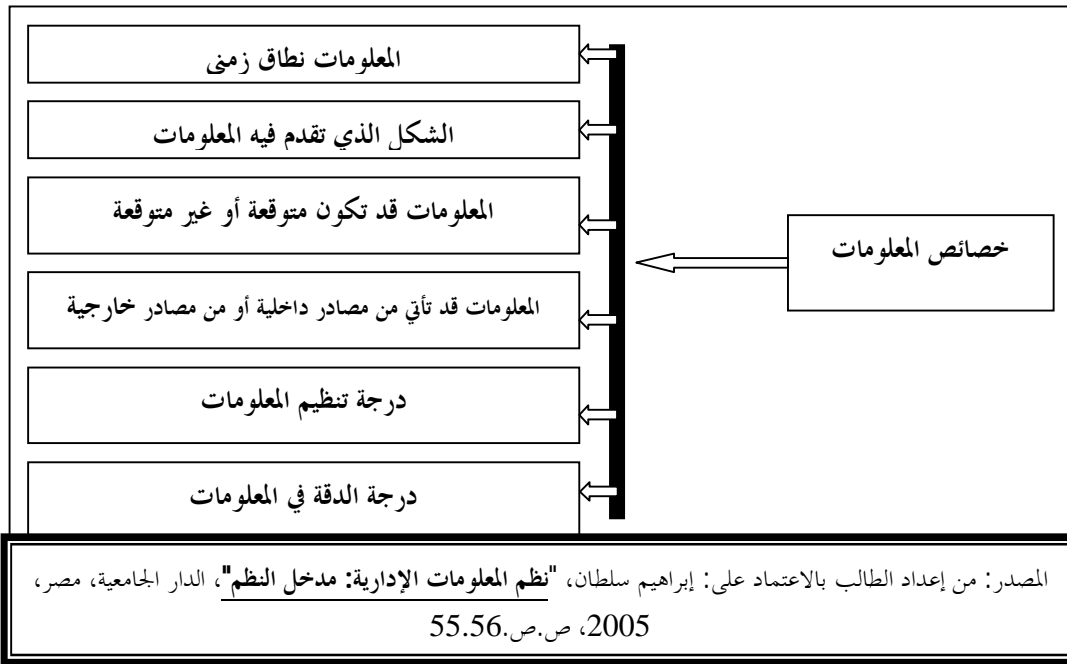 خصائص المعلومات
المعلومات نطاق زمني
الشكل الذي تقدم فيه المعلومات
المعلومات قد تكون متوقعة أو غير متوقعة
المعلومات قد تأتي من مصادر داخلية أو من مصادر خارجية
درجة تنظيم المعلومات
درجة الدقة في المعلومات
المصدر: من إعداد الطالب بالاعتماد على: إبراهيم سلطان، "نظم المعلومات الإدارية: مدخل النظم"، الدار الجامعية، مصر،
2005، ص.ص.55.56